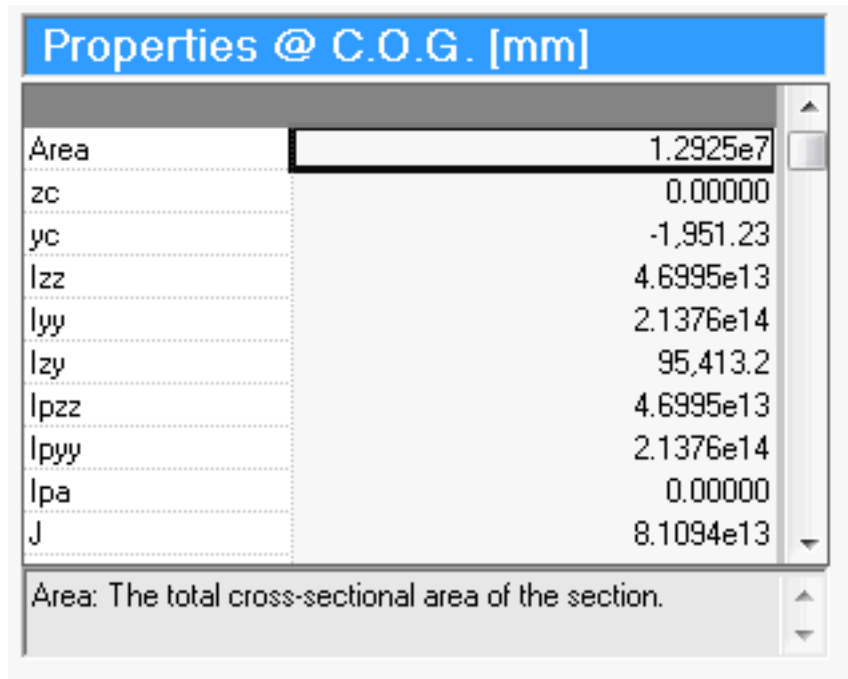 Properties @ C.O.G. [mm]
Area 1.2925e7
zc 0.00000
yc -1,951.23
Izz 4.6995e13
Iyy 2.1376e14
Izy 95,413.2
Ipzz 4.6995e13
Ipyy 2.1376e14
Ipa 0.00000
J 8.1094e13
Area: The total cross-sectional area of the section.